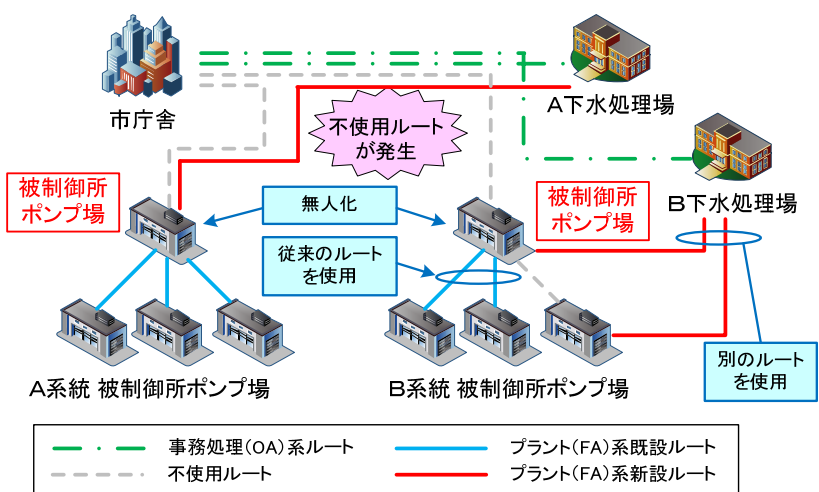 市庁舎
A下水処理場
不使用ルート
が発生
被制御所
ポンプ場
無人化
被制御所
ポンプ場
B下水処理場
従来のルート
を使用
別のルート
を使用
A系統 被制御所ポンプ場
B系統 被制御所ポンプ場
事務処理(OA)系ルート
プラント(FA)系既設ルート
不使用ルート
プラント(FA)系新設ルート